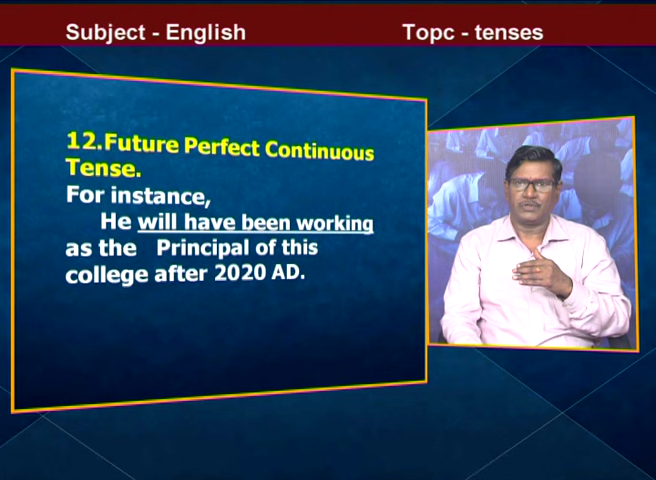 Subject - English
Topc - tenses
12.Future Perfect Continuous
Tense.
For instance,
He will have been working
as the Principal of this
college after 2020 AD.